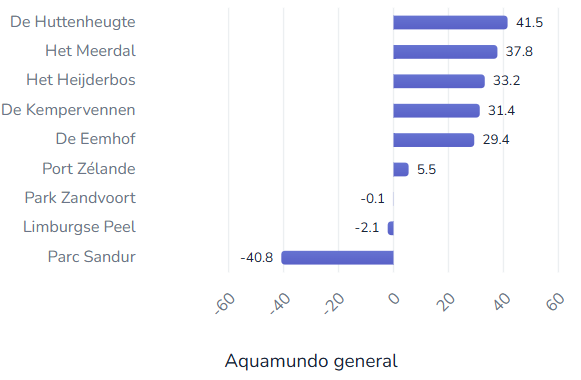 De Huttenheugte 41.5
Het Meerdal 37.8
Het Heijderbos 33.2
De Kempervennen 31.4
De Eemhof 29.4
Port Zélande 5.5
Park Zandvoort -0.1
Limburgse Peel -2.1
Parc Sandur -40.8
-60 -40 -20 0 20 40 60
Aquamundo general